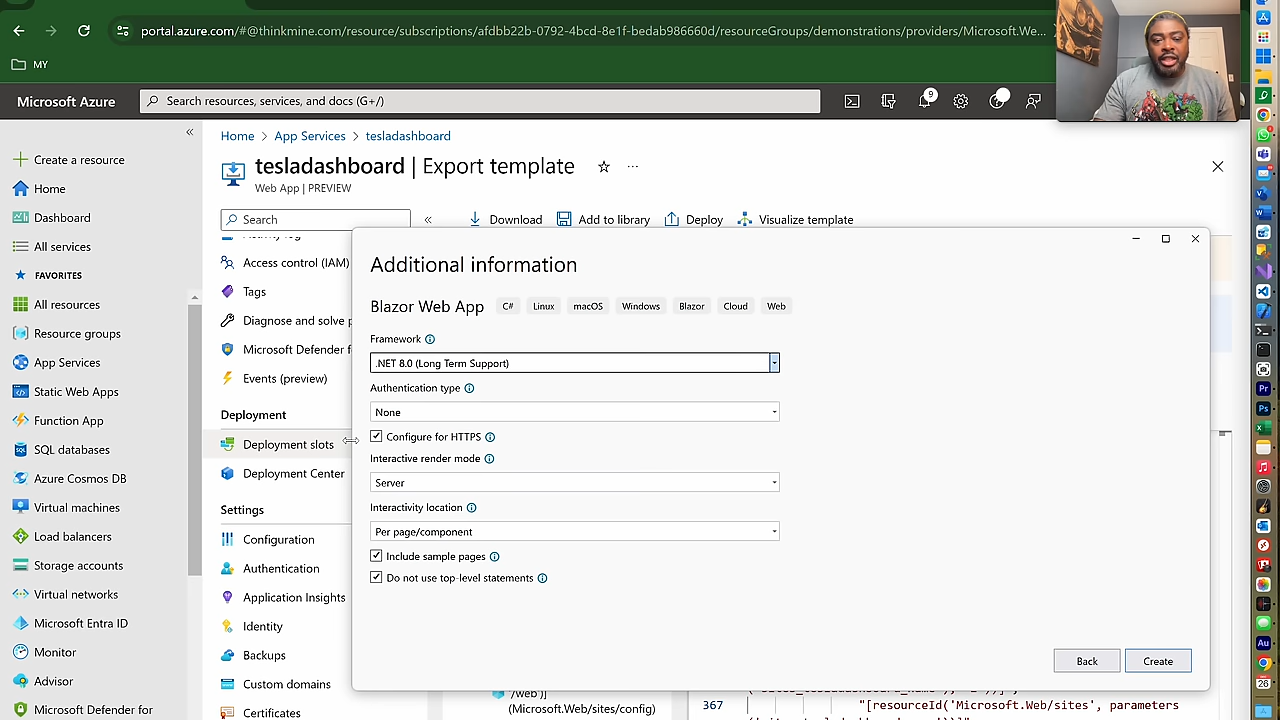 portal.azure.com/#@thinkmine.com/resource/subscriptions/afdbb22b-0792-4bcd-8e1f-bedab986660d/resourceGroups/demonstrations/providers/Microsoft.We...
MY
Microsoft Azure
Search resources, services, and docs (G+/)
9
Home > App Services > tesladashboard
tesladashboard | Export template
Web App | PREVIEW
Search
Download
Add to library
Deploy
Visualize template
Create a resource
Home
Dashboard
All services
FAVORITES
All resources
Resource groups
App Services
Static Web Apps
Function App
SQL databases
Azure Cosmos DB
Virtual machines
Load balancers
Storage accounts
Virtual networks
Microsoft Entra ID
Monitor
Advisor
Microsoft Defender for
Access control (IAM)
Tags
Diagnose and solve p
Microsoft Defender f
Events (preview)
Deployment
Deployment slots
Deployment Center
Settings
Configuration
Authentication
Application Insights
Identity
Backups
Custom domains
Certificates
Additional information
Blazor Web App
C#
Linux
macOS
Windows
Blazor
Cloud
Web
Framework
.NET 8.0 (Long Term Support)
Authentication type
None
Configure for HTTPS
Interactive render mode
Server
Interactivity location
Per page/component
Include sample pages
Do not use top-level statements
Back
Create
/web')]
(Microsoft.Web/sites/config)
367
"[resourceId('Microsoft.Web/sites', parameters
26